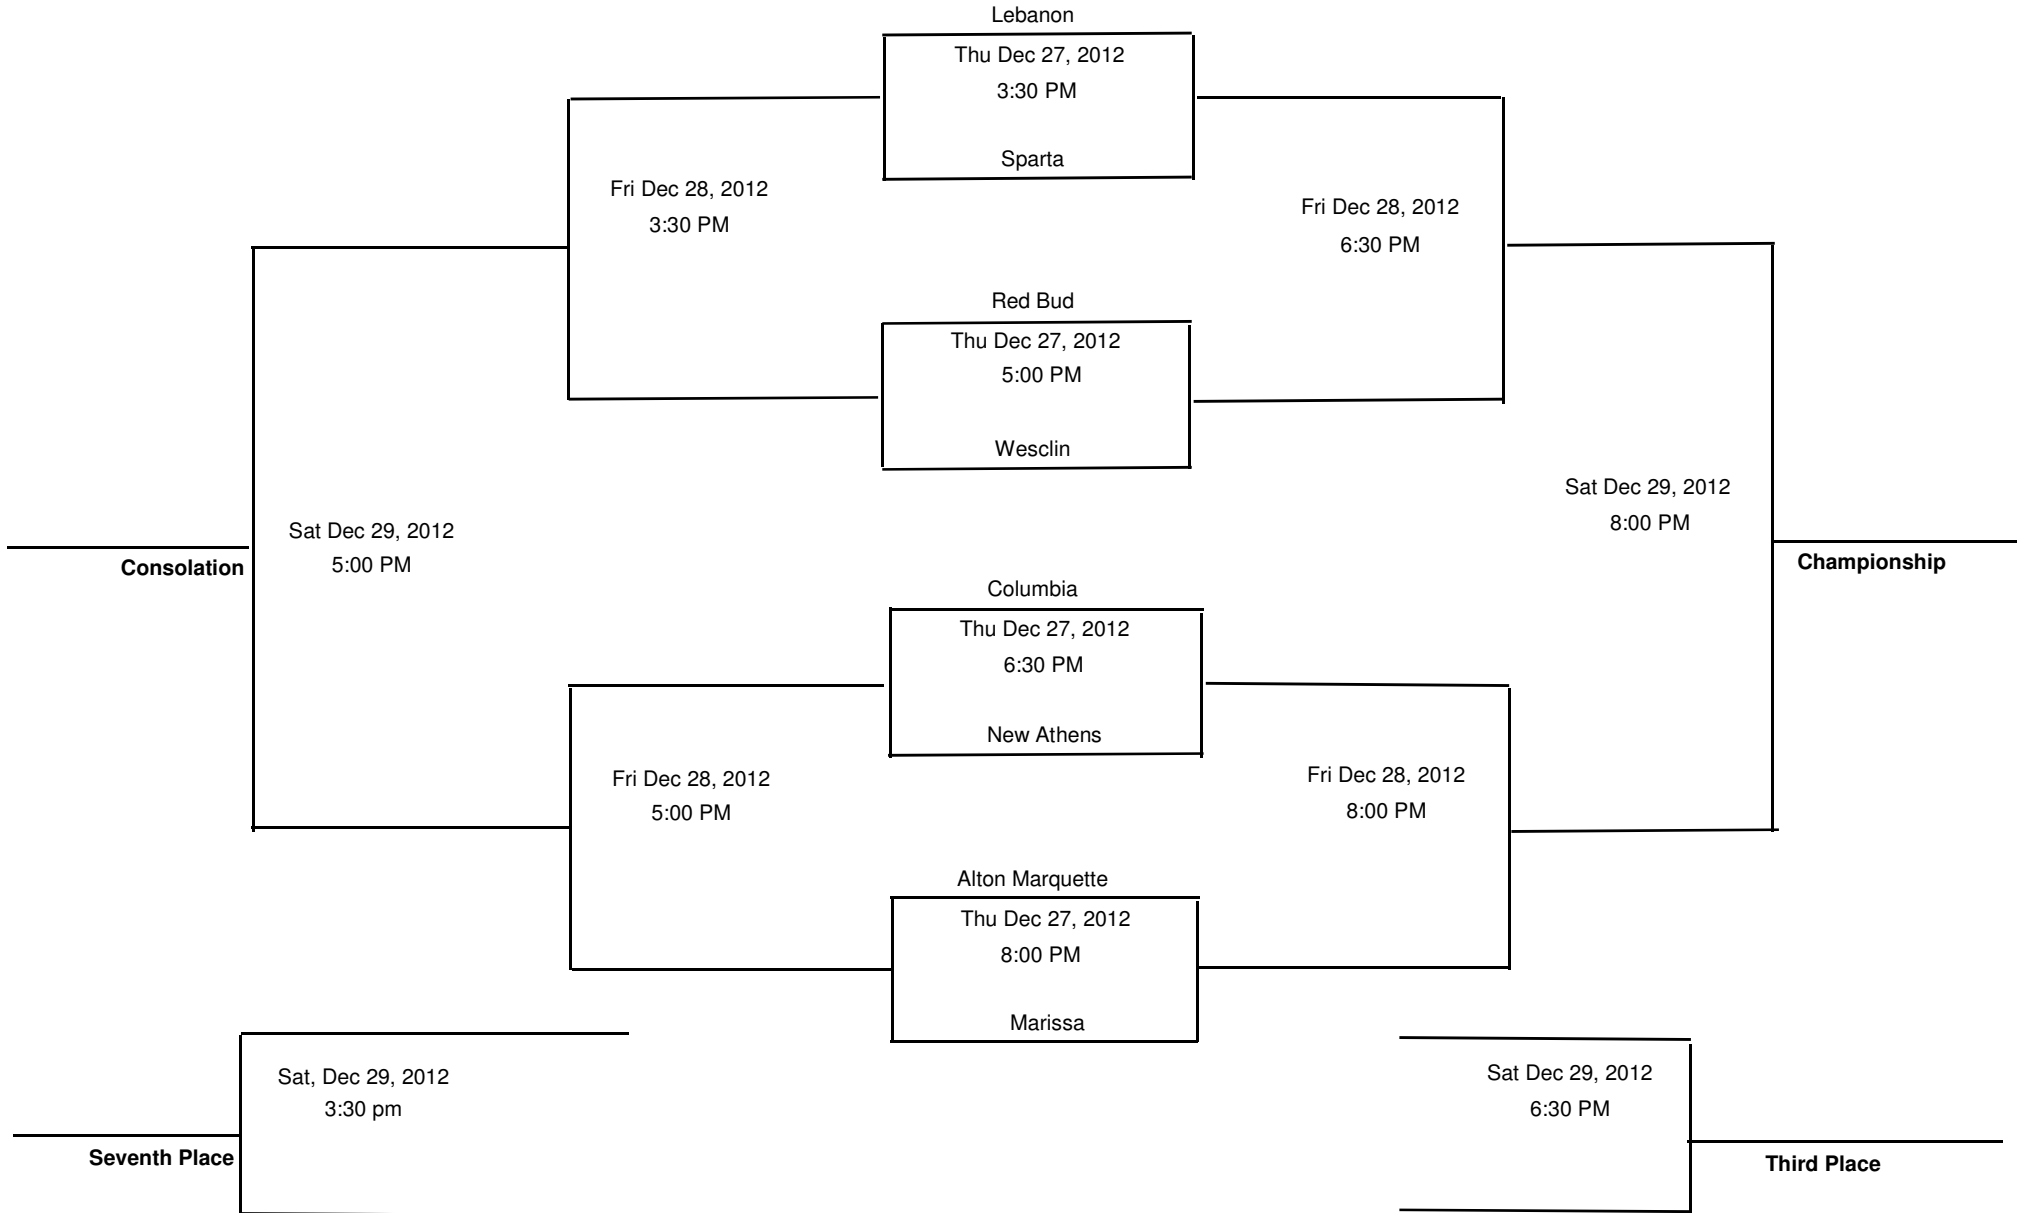 Lebanon
Thu Dec 27, 2012
3:30 PM
Sparta
Fri Dec 28, 2012
3:30 PM
Fri Dec 28, 2012
6:30 PM
Red Bud
Thu Dec 27, 2012
5:00 PM
Wesclin
Sat Dec 29, 2012
8:00 PM
Sat Dec 29, 2012
5:00 PM
Consolation
Championship
Columbia
Thu Dec 27, 2012
6:30 PM
New Athens
Fri Dec 28, 2012
5:00 PM
Fri Dec 28, 2012
8:00 PM
Alton Marquette
Thu Dec 27, 2012
8:00 PM
Marissa
Sat, Dec 29, 2012
3:30 pm
Sat Dec 29, 2012
6:30 PM
Seventh Place
Third Place